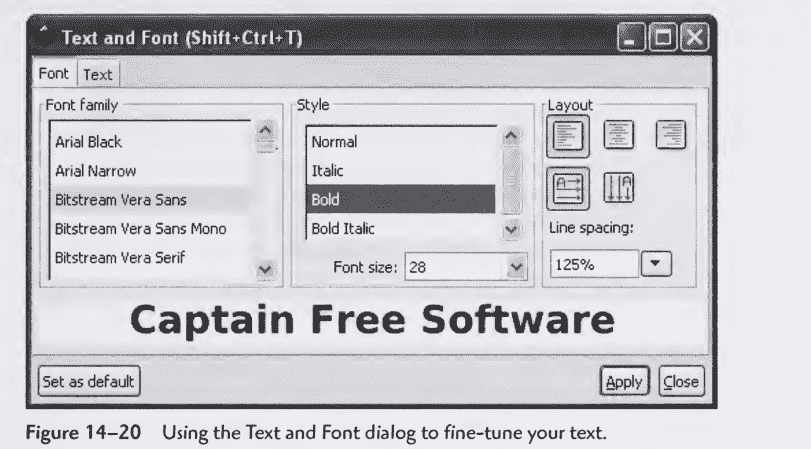 Text and Font (Shift+Ctrl+T)
Font Text
Font family
Arial Black
Arial Narrow
Bitstream Vera Sans
Bitstream Vera Sans Mono
Bitstream Vera Serif
Style
Normal
Italic
Bold
Bold Italic
Font size: 28
Layout
Line spacing:
125%
Captain Free Software
Set as default
Apply Close
Figure 14–20 Using the Text and Font dialog to fine-tune your text.